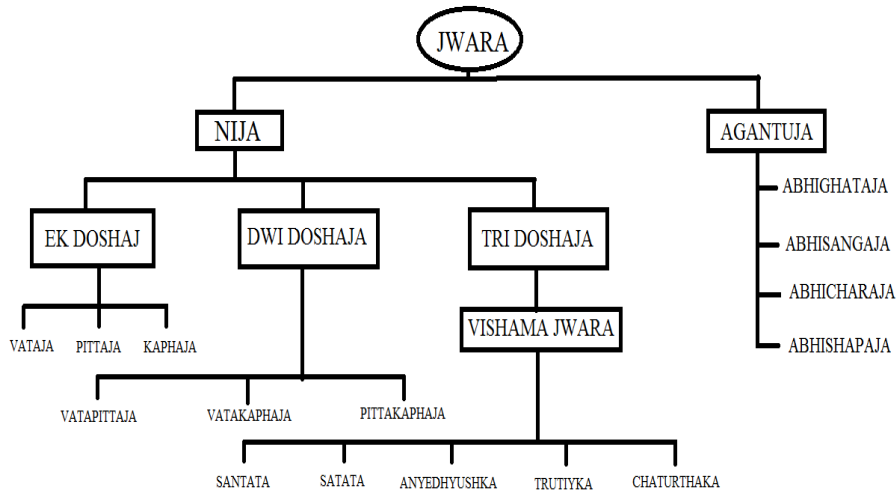 JWARA
NIJA
AGANTUJA
EK DOSHAJ
DWI DOSHAJA
TRI DOSHAJA
ABHIGHATAJA
ABHISANGAJA
ABHICHARAJA
ABHISHAPAJA
VISHAMA JWARA
VATAJA
PITTAJA
KAPHAJA
VATAPITTAJA
VATAKAPHAJA
PITTAKAPHAJA
SANTATA
SATATA
ANYEDHYUSHKA
TRUTIYKA
CHATURTHAKA